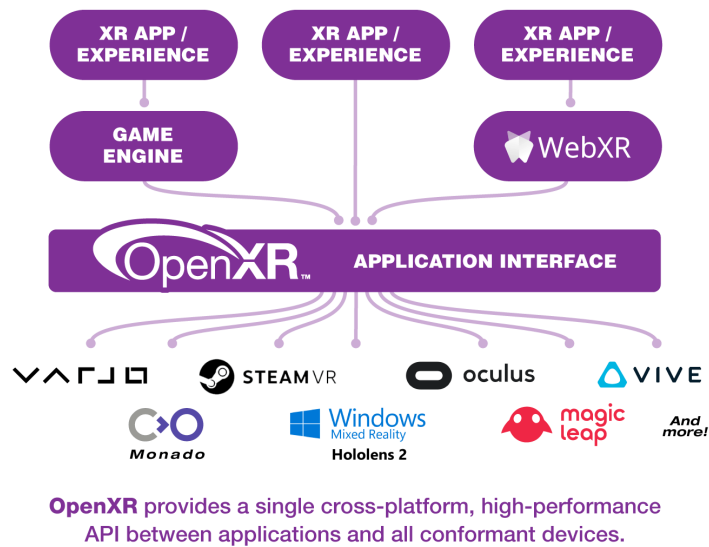 XR APP / XR APP / XR APP /
EXPERIENCE EXPERIENCE EXPERIENCE
GAME
ENGINE
WebXR
OpenXR™ APPLICATION INTERFACE
VARJO STEAMVR oculus VIVE
Monado
Windows
Mixed Reality
Hololens 2
magic
leap
And
more!
OpenXR provides a single cross-platform, high-performance
API between applications and all conformant devices.